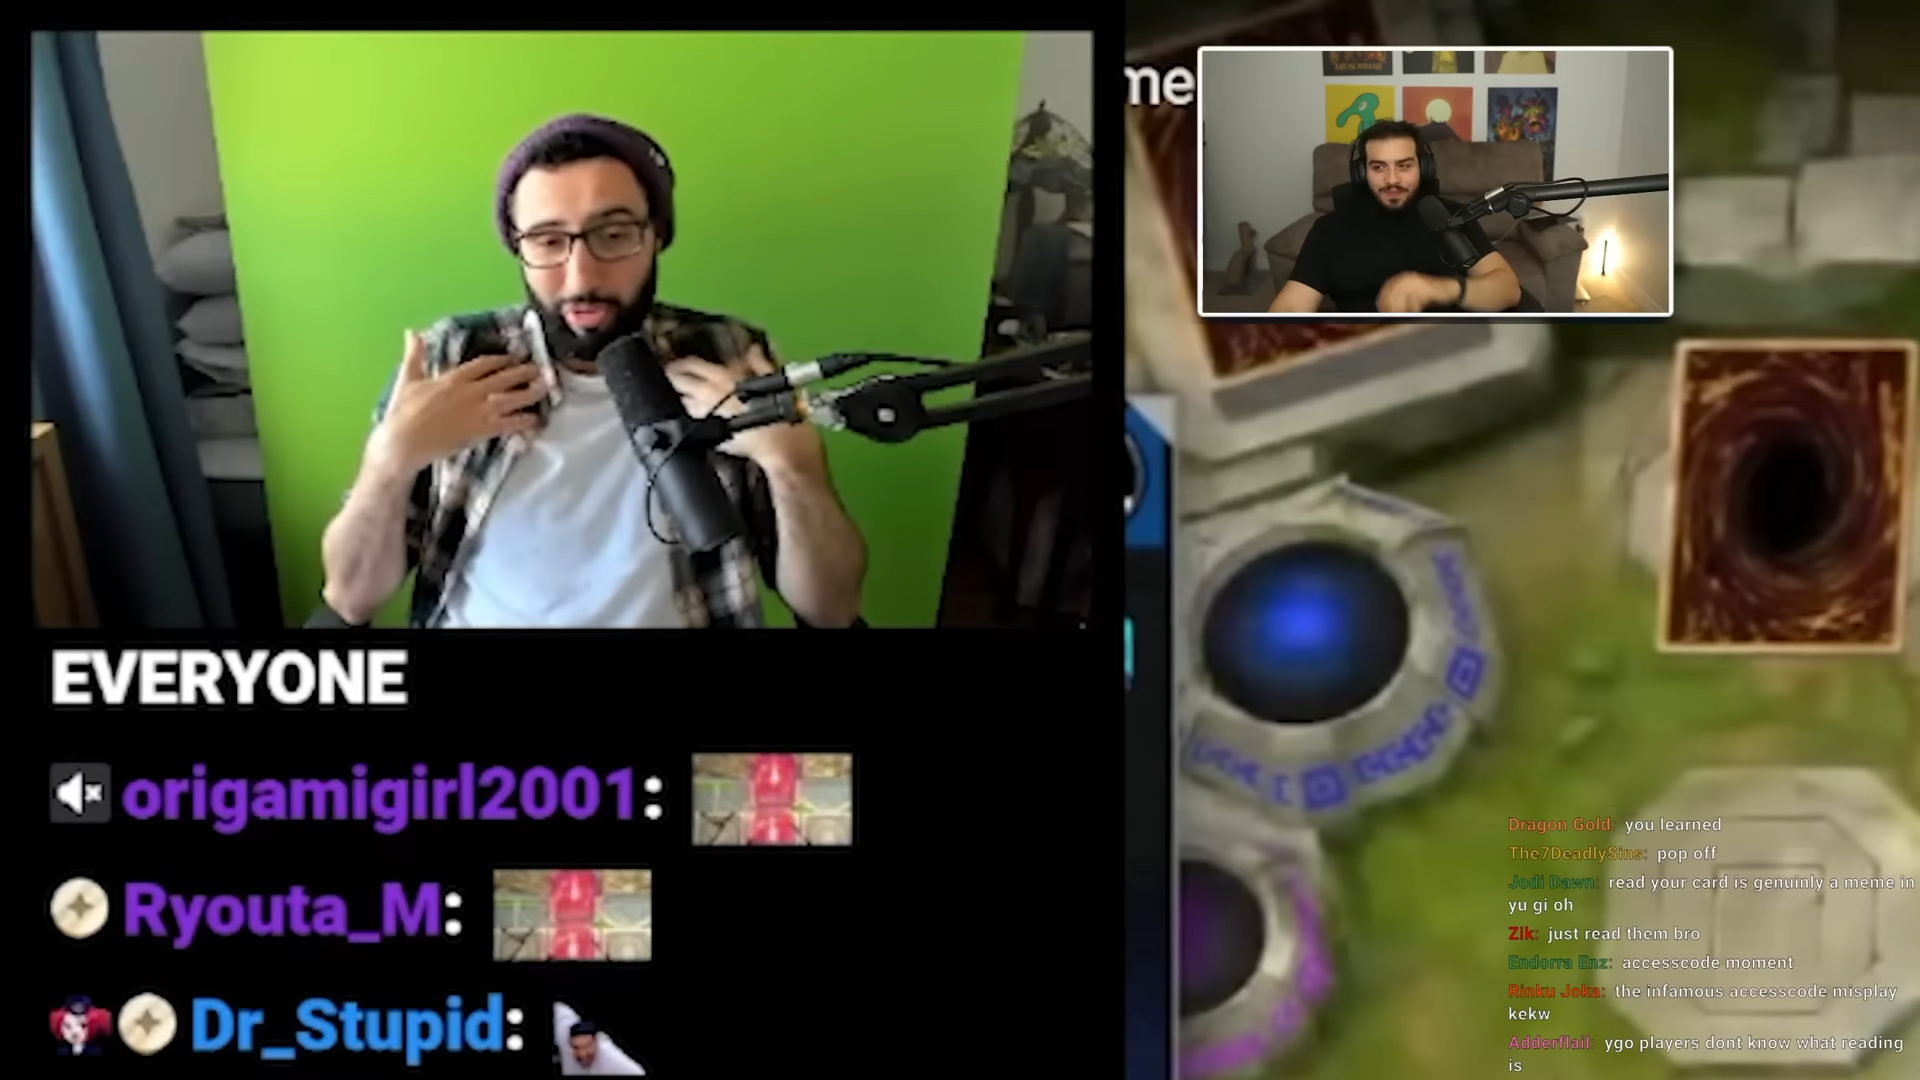 me
EVERYONE
origamigirl2001:
Ryouta_M:
Dr_Stupid:
Dragon Gold: you learned
The7DeadlySins: pop off
Jodi Dawn: read your card is genuinly a meme in
yu gi oh
Zik: just read them bro
Endorra Enz: accesscode moment
Rinku Joka: the infamous accesscode misplay
kekw
Adderflail: ygo players dont know what reading
is